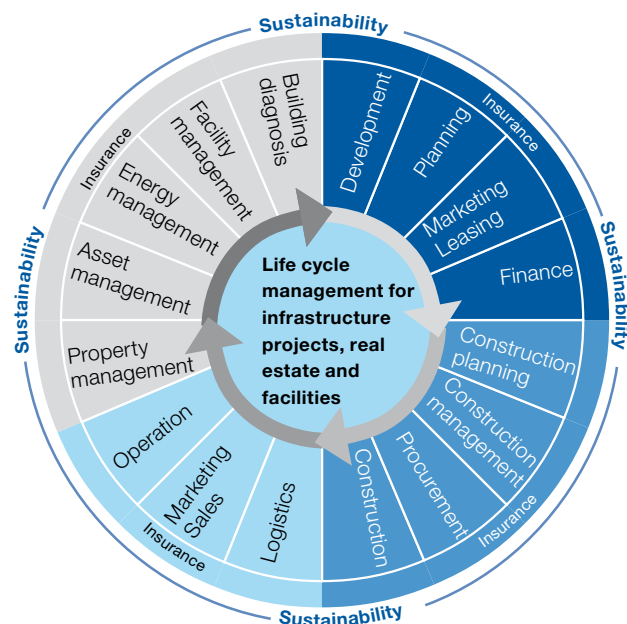 Sustainability
Development
Planning
Insurance
Marketing
Leasing
Finance
Sustainability
Construction
planning
Construction
management
Procurement
Insurance
Construction
Sustainability
Logistics
Marketing
Sales
Insurance
Operation
Property
management
Asset
management
Sustainability
Energy
management
Insurance
Facility
management
Building
diagnosis
Life cycle
management for
infrastructure
projects, real
estate and
facilities